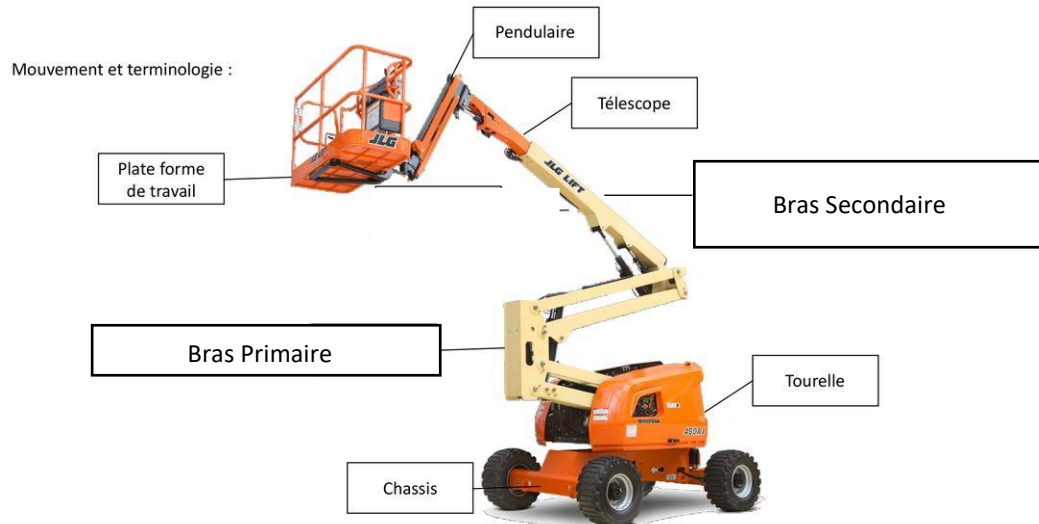 Mouvement et terminologie :
Pendulaire
Télescope
Plate forme
de travail
JLG
JLG LIFT
Bras Secondaire
Bras Primaire
Tourelle
450AJ
Chassis